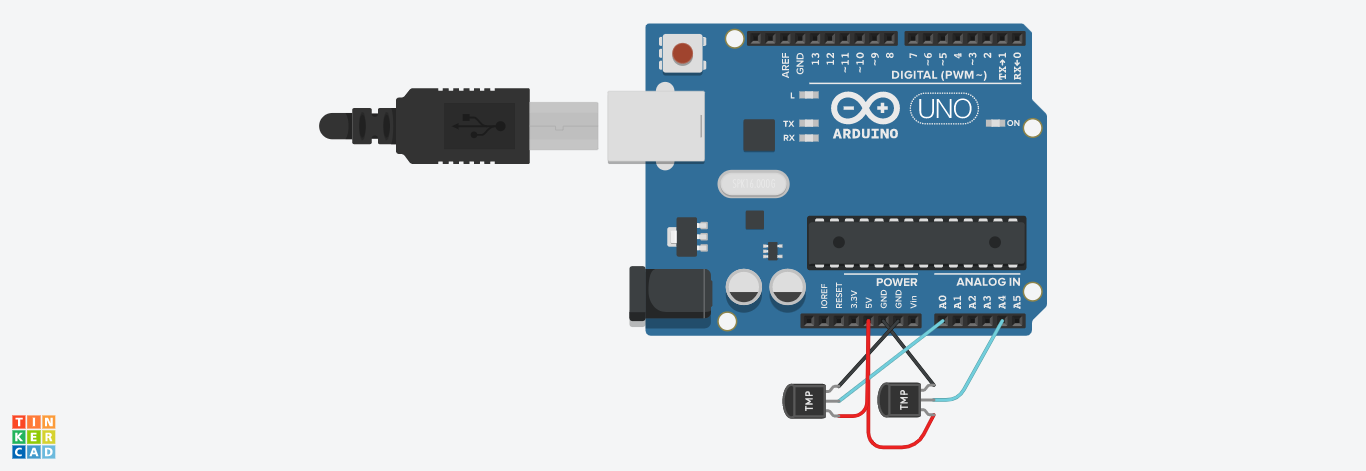 AREF
GND
13
12
~11
~10
~9
8
7
~6
~5
4
~3
2
TX→1
RX←0
DIGITAL (PWM~)
L
TX
RX
ARDUINO
UNO
ON
POWER
ANALOG IN
IOREF
RESET
3.3V
5V
GND
GND
Vin
A0
A1
A2
A3
A4
A5
TMP
TMP
TIN
KER
CAD